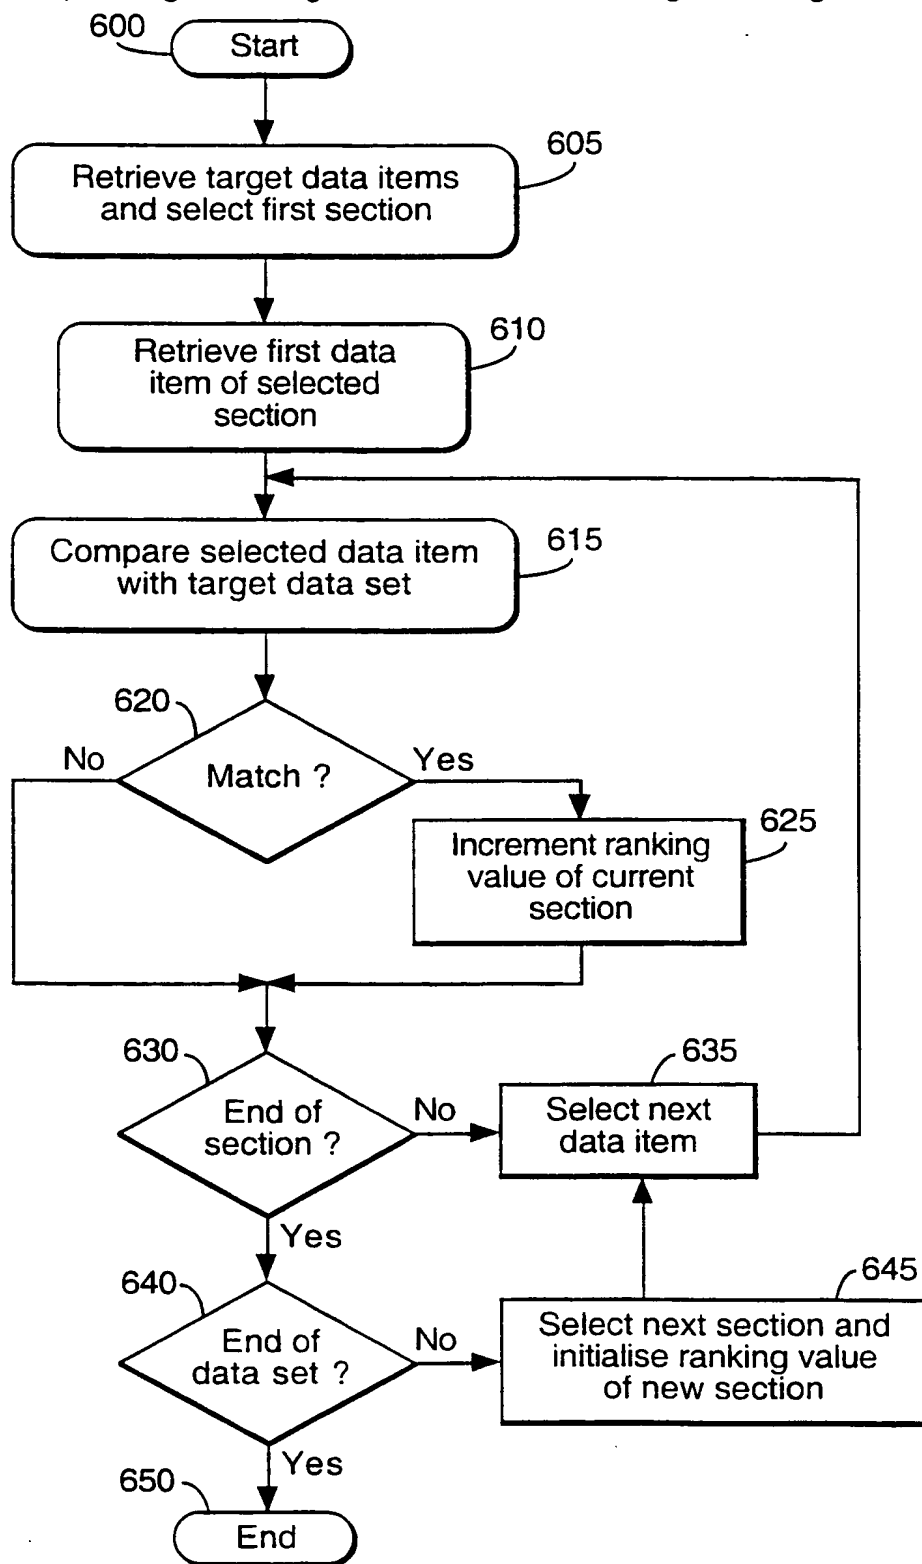 600
Start
605
Retrieve target data items
and select first section
610
Retrieve first data
item of selected
section
615
Compare selected data item
with target data set
620
No
Match ?
Yes
625
Increment ranking
value of current
section
630
End of
section ?
No
635
Select next
data item
Yes
640
End of
data set ?
No
645
Select next section and
initialise ranking value
of new section
Yes
650
End